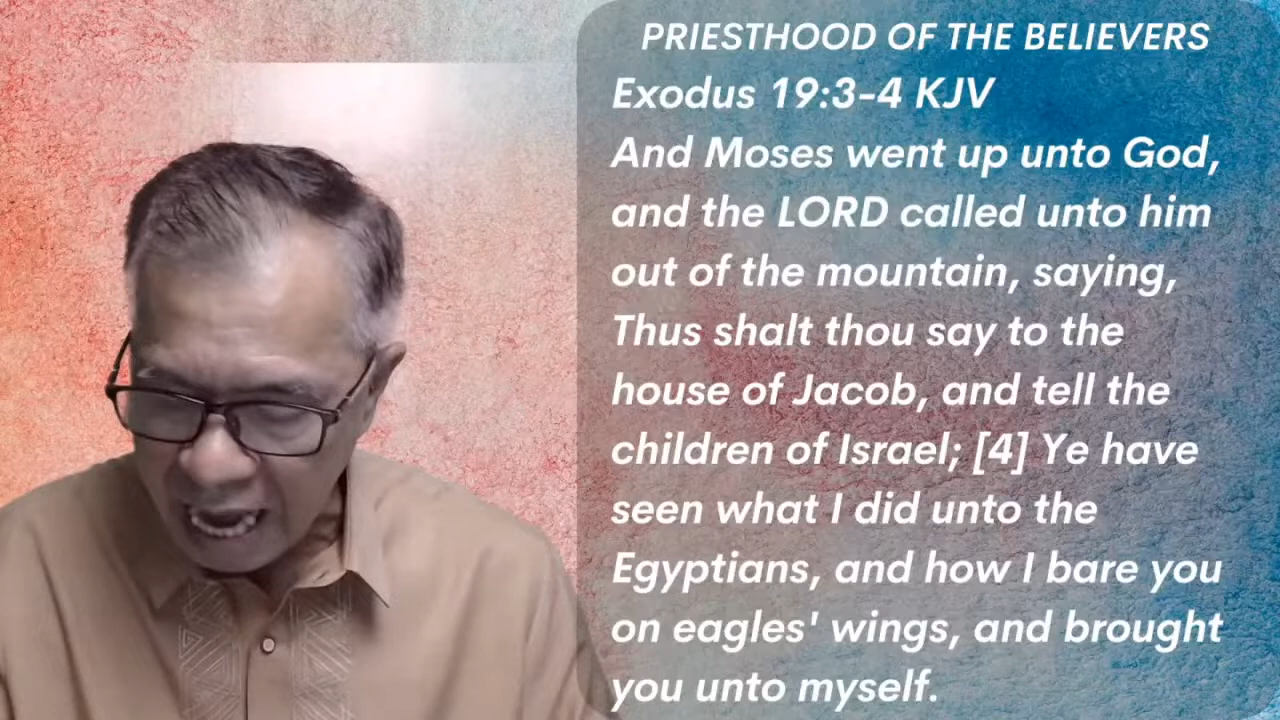 PRIESTHOOD OF THE BELIEVERS
Exodus 19:3-4 KJV
And Moses went up unto God,
and the LORD called unto him
out of the mountain, saying,
Thus shalt thou say to the
house of Jacob, and tell the
children of Israel; [4] Ye have
seen what I did unto the
Egyptians, and how I bare you
on eagles' wings, and brought
you unto myself.